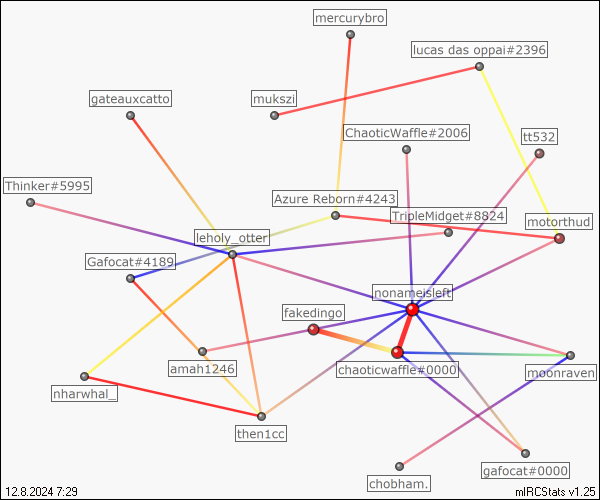 mercurybro
lucas das oppai#2396
gateauxcatto
mukszi
ChaoticWaffle#2006
tt532
Thinker#5995
Azure Reborn#4243
TripleMidget#8824
motorthud
leholy_otter
Gafocat#4189
nonameisleft
fakedingo
amah1246
chaoticwaffle#0000
moonraven
nharwhal_
then1cc
gafocat#0000
chobham.
12.8.2024 7:29
mIRCStats v1.25